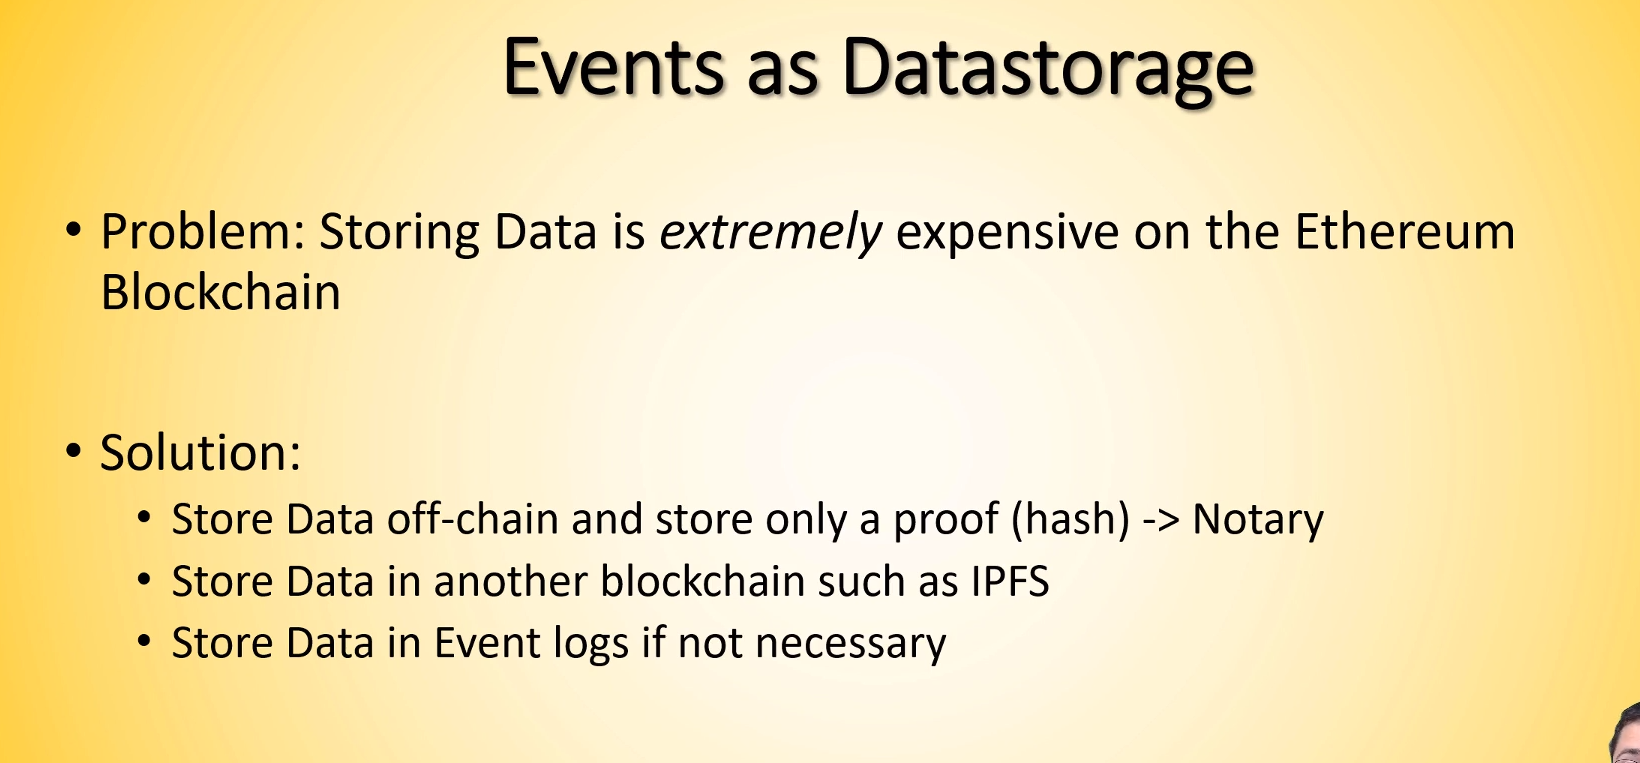 Events as Datastorage
• Problem: Storing Data is extremely expensive on the Ethereum
Blockchain
• Solution:
• Store Data off-chain and store only a proof (hash) -> Notary
• Store Data in another blockchain such as IPFS
• Store Data in Event logs if not necessary